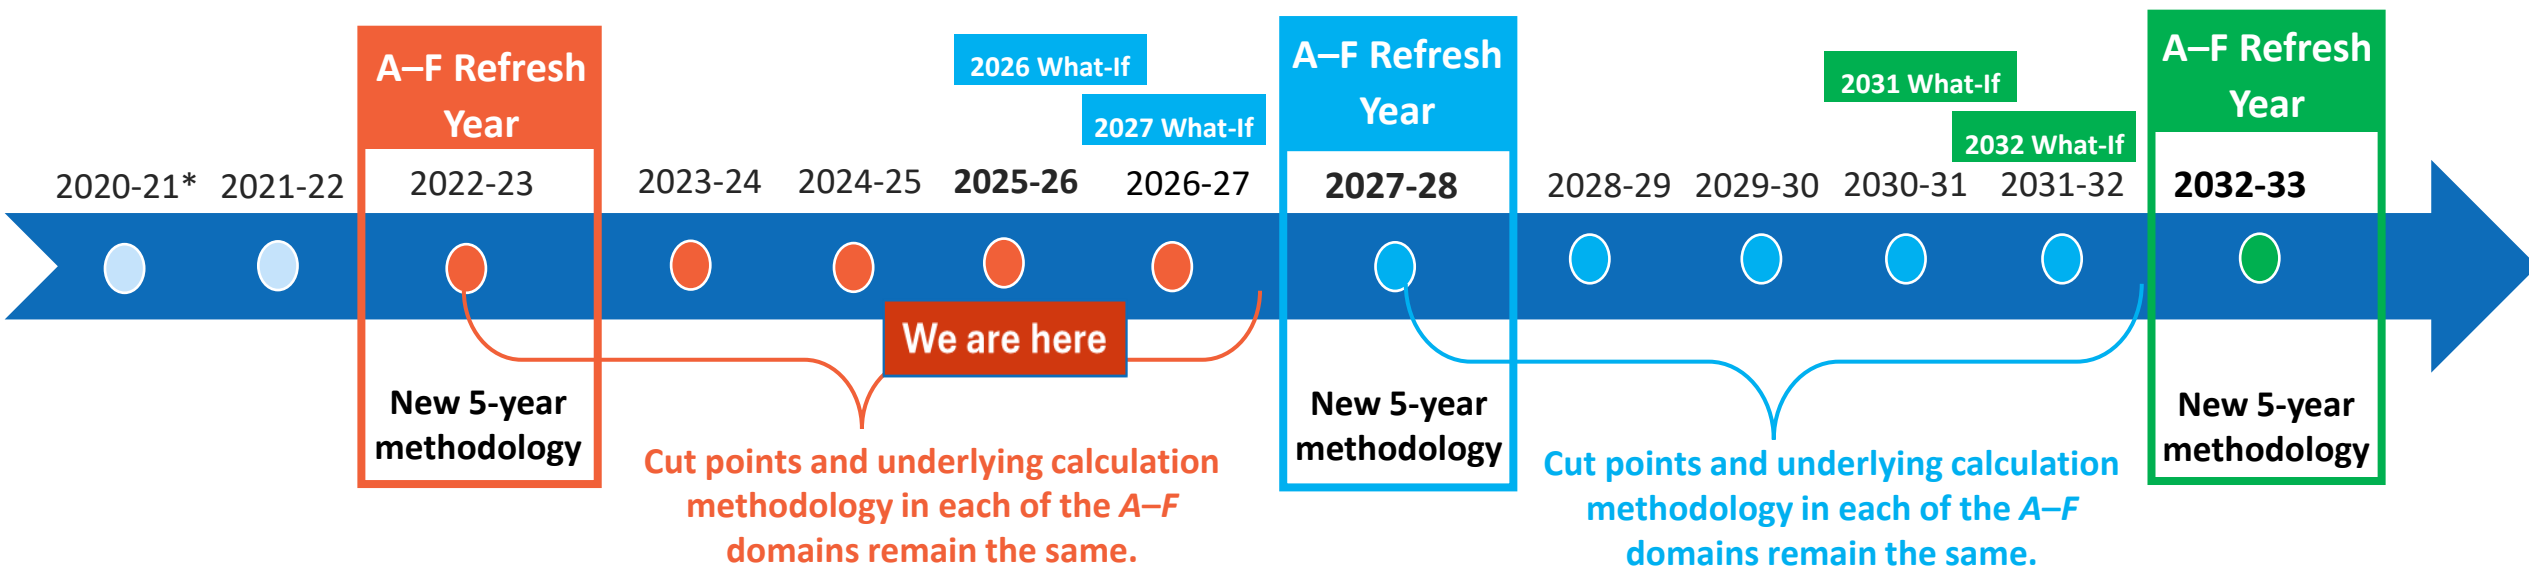 A–F Refresh
Year
2026 What-If
2027 What-If
A–F Refresh
Year
2031 What-If
2032 What-If
A–F Refresh
Year
2020-21* 2021-22 2022-23 2023-24 2024-25 2025-26 2026-27 2027-28 2028-29 2029-30 2030-31 2031-32 2032-33
We are here
New 5-year
methodology
Cut points and underlying calculation
methodology in each of the A–F
domains remain the same.
New 5-year
methodology
Cut points and underlying calculation
methodology in each of the A–F
domains remain the same.
New 5-year
methodology